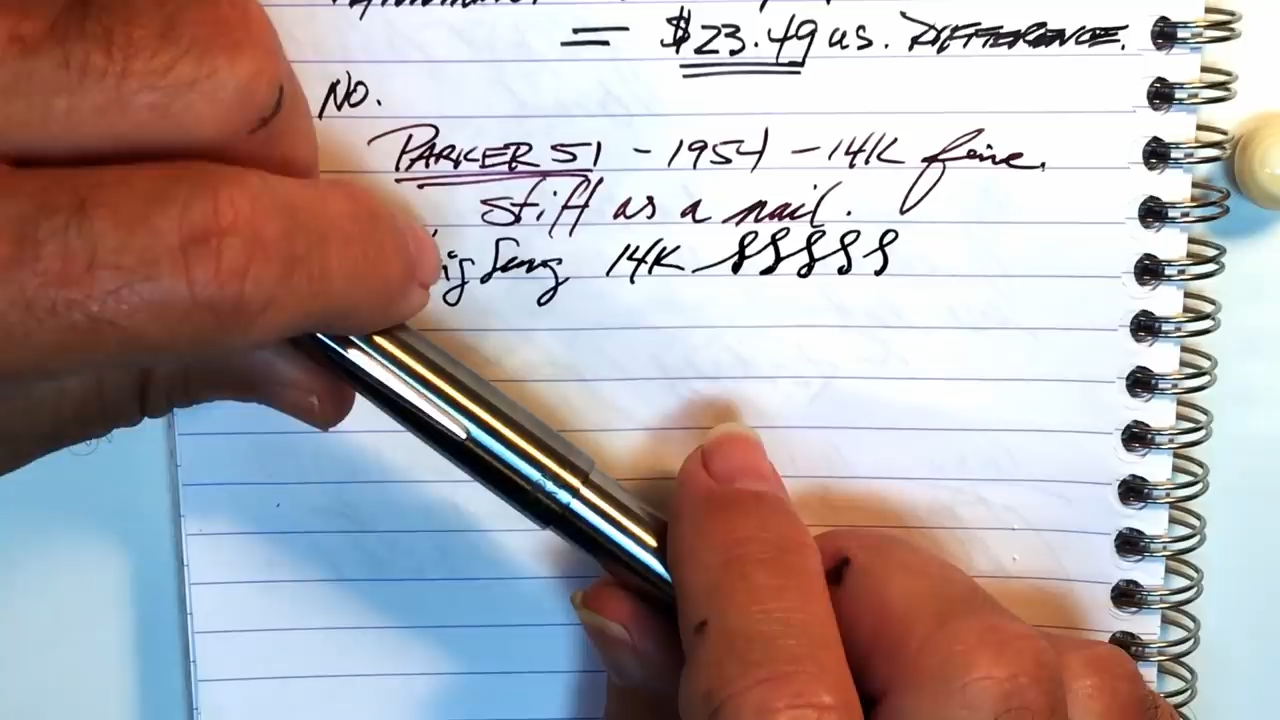 = $23.49 US. DIFFERENCE.
NO.
PARKER 51 - 1954 - 14K fine.
stiff as a nail.
14K